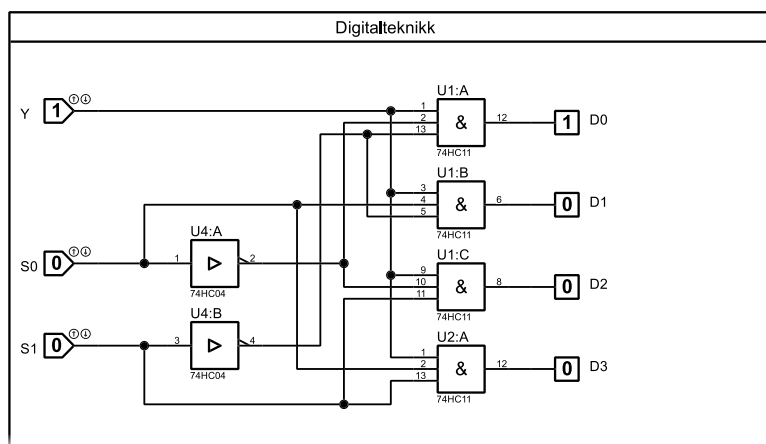 Digitalteknikk
U1:A
Y 1 1 2 13 & 12 1 D0
74HC11
U1:B
3 4 5 & 6 0 D1
74HC11
U4:A
U1:C
S0 0 1 2 9 10 11 & 8 0 D2
74HC04
74HC11
U4:B
U2:A
S1 0 3 4 1 2 13 & 12 0 D3
74HC04
74HC11